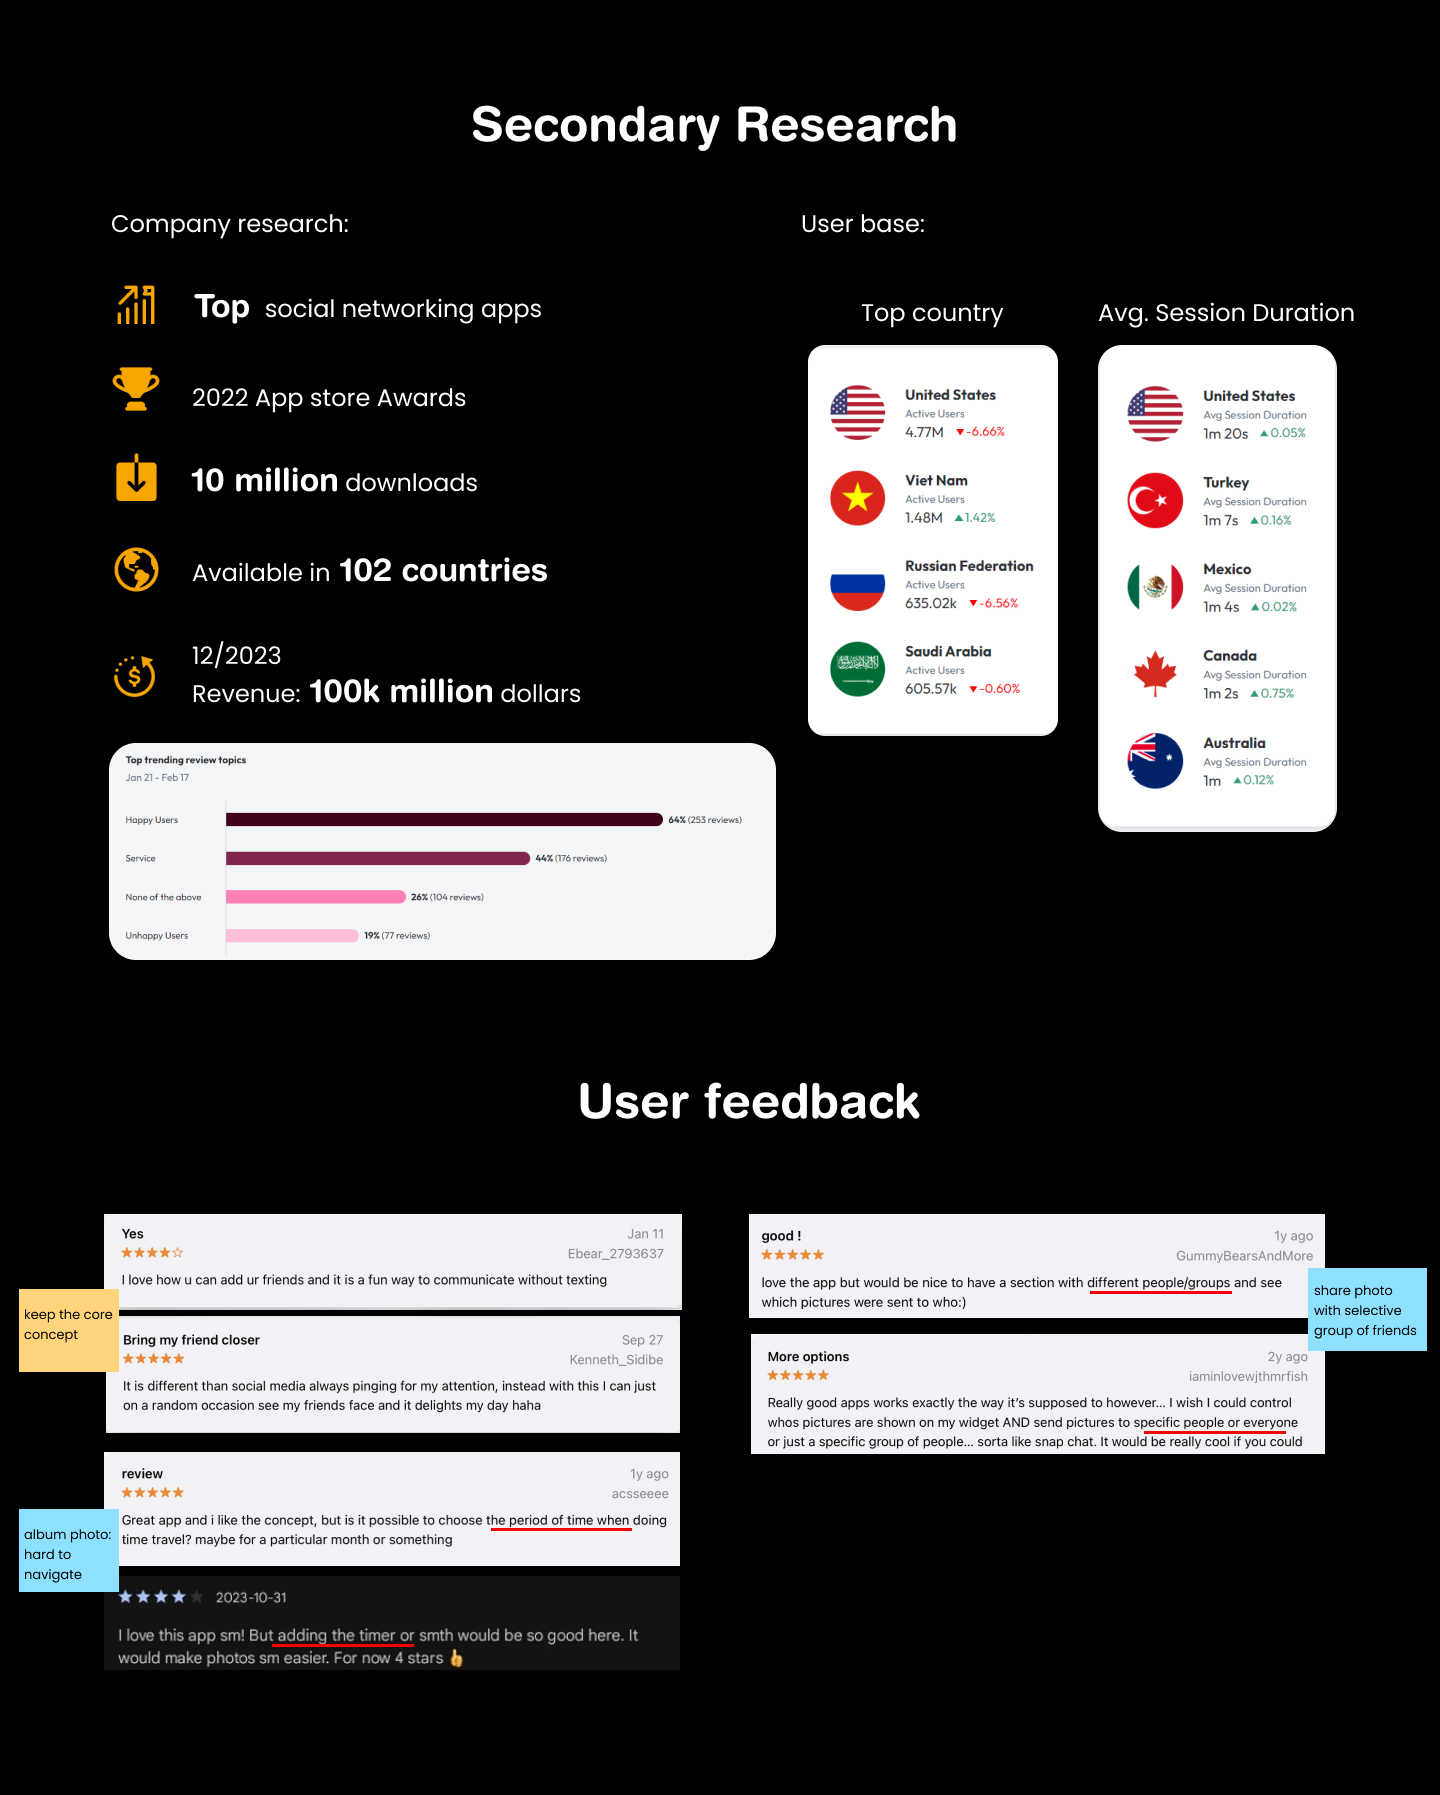 Secondary Research
Company research:
Top social networking apps
2022 App store Awards
10 million downloads
Available in 102 countries
12/2023
Revenue: 100k million dollars
Top trending review topics
Jan 21 - Feb 17
Happy Users 64% (253 reviews)
Service 44% (176 reviews)
None of the above 26% (104 reviews)
Unhappy Users 19% (77 reviews)
User base:
Top country
United States
Active Users
4.77M ▼-6.66%
Viet Nam
Active Users
1.48M ▲1.42%
Russian Federation
Active Users
635.02k ▼-6.56%
Saudi Arabia
Active Users
605.57k ▼-0.60%
Avg. Session Duration
United States
Avg Session Duration
1m 20s ▲0.05%
Turkey
Avg Session Duration
1m 7s ▲0.16%
Mexico
Avg Session Duration
1m 4s ▲0.02%
Canada
Avg Session Duration
1m 2s ▲0.75%
Australia
Avg Session Duration
1m ▲0.12%
User feedback
Yes Jan 11
Ebear_2793637
I love how u can add ur friends and it is a fun way to communicate without texting
keep the core
concept
Bring my friend closer Sep 27
Kenneth_Sidibe
It is different than social media always pinging for my attention, instead with this I can just
on a random occasion see my friends face and it delights my day haha
review 1y ago
acsseeee
Great app and i like the concept, but is it possible to choose the period of time when doing
time travel? maybe for a particular month or something
album photo:
hard to
navigate
2023-10-31
I love this app sm! But adding the timer or smth would be so good here. It
would make photos sm easier. For now 4 stars 👍
good ! 1y ago
GummyBearsAndMore
love the app but would be nice to have a section with different people/groups and see
which pictures were sent to who:)
share photo
with selective
group of friends
More options 2y ago
iaminlovewjthmrfish
Really good apps works exactly the way it's supposed to however... I wish I could control
whos pictures are shown on my widget AND send pictures to specific people or everyone
or just a specific group of people... sorta like snap chat. It would be really cool if you could